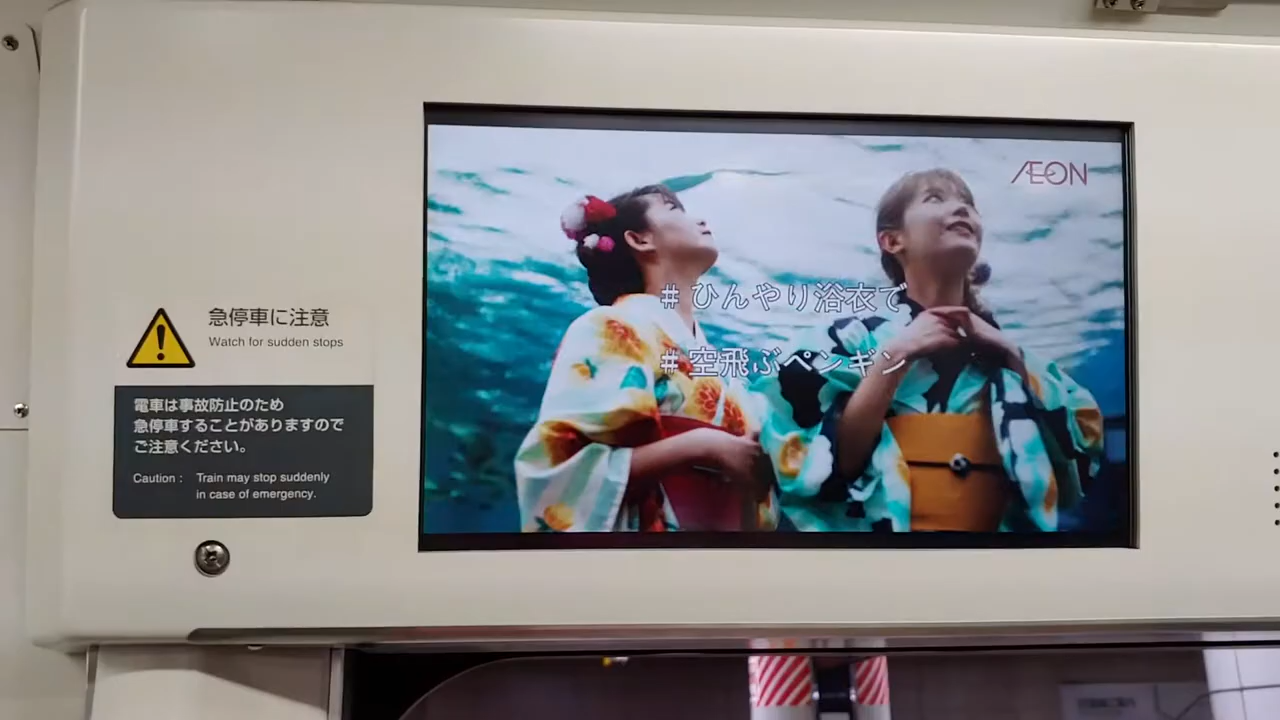 急停車に注意
Watch for sudden stops
電車は事故防止のため
急停車することがありますので
ご注意ください。
Caution : Train may stop suddenly
in case of emergency.
ÆON
# ひんやり浴衣で
# 空飛ぶペンギン